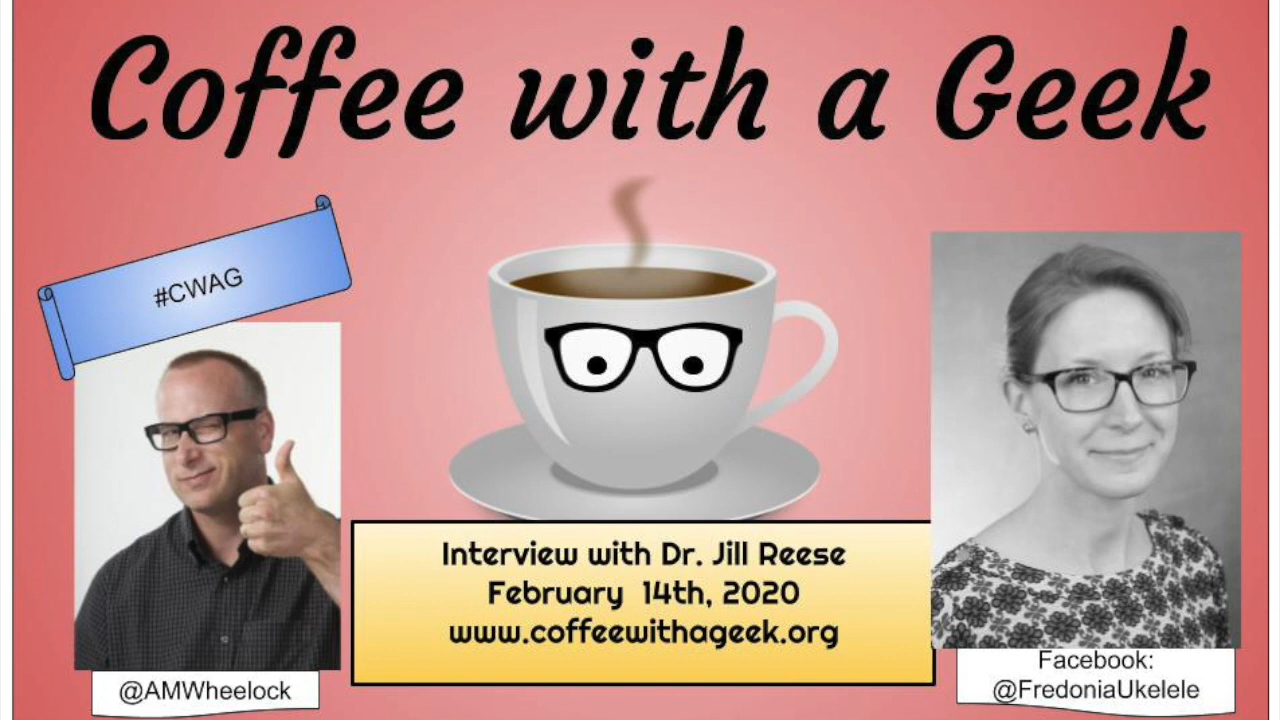 Coffee with a Geek
#CWAG
Interview with Dr. Jill Reese
February 14th, 2020
www.coffeewithageek.org
@AMWheelock
Facebook:
@FredoniaUkelele